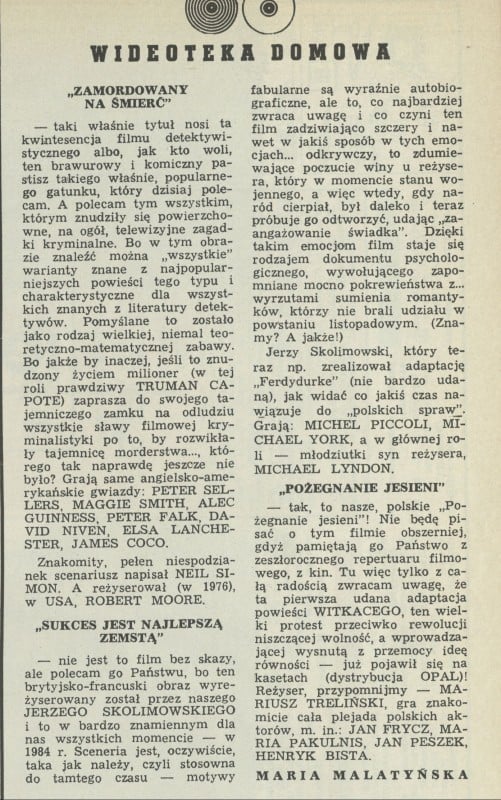 WIDEOTEKA DOMOWA
„ZAMORDOWANY
NA ŚMIERĆ”
— taki właśnie tytuł nosi ta
kwintesencja filmu detektywi-
stycznego albo, jak kto woli,
ten brawurowy i komiczny pa-
stisz takiego właśnie, popularne-
go gatunku, który dzisiaj pole-
cam. A polecam tym wszystkim,
którym znudziły się powierzcho-
wne, na ogół, telewizyjne zagad-
ki kryminalne. Bo w tym obra-
zie znaleźć można „wszystkie”
warianty znane z najpopular-
niejszych powieści tego typu i
charakterystyczne dla wszyst-
kich znanych z literatury detek-
tywów. Pomyślane to zostało
jako rodzaj wielkiej, niemal teo-
retyczno-matematycznej zabawy.
Bo jakże by inaczej, jeśli to znu-
dzony życiem milioner (w tej
roli prawdziwy TRUMAN CA-
POTE) zaprasza do swojego ta-
jemniczego zamku na odludziu
wszystkie sławy filmowej kry-
minalistyki po to, by rozwikła-
ły tajemnicę morderstwa..., któ-
rego tak naprawdę jeszcze nie
było? Grają same angielsko-ame-
rykańskie gwiazdy: PETER SEL-
LERS, MAGGIE SMITH, ALEC
GUINNESS, PETER FALK, DA-
VID NIVEN, ELSA LANCHE-
STER, JAMES COCO.
Znakomity, pełen niespodzia-
nek scenariusz napisał NEIL SI-
MON. A reżyserował (w 1976),
w USA, ROBERT MOORE.
„SUKCES JEST NAJLEPSZĄ
ZEMSTĄ”
— nie jest to film bez skazy,
ale polecam go Państwu, bo ten
brytyjsko-francuski obraz wyre-
żyserowany został przez naszego
JERZEGO SKOLIMOWSKIEGO
i to w bardzo znamiennym dla
nas wszystkich momencie — w
1984 r. Sceneria jest, oczywiście,
taka jak należy, czyli stosowna
do tamtego czasu — motywy
fabularne są wyraźnie autobio-
graficzne, ale to, co najbardziej
zwraca uwagę i co czyni ten
film zadziwiająco szczery i na-
wet w jakiś sposób w tych emo-
cjach... odkrywczy, to zdumie-
wające poczucie winy u reżyse-
ra, który w momencie stanu wo-
jennego, a więc wtedy, gdy na-
ród cierpiał, był daleko i teraz
próbuje go odtworzyć, udając „za-
angażowanie świadka”. Dzięki
takim emocjom film staje się
rodzajem dokumentu psycholo-
gicznego, wywołującego zapo-
mniane mocno pokrewieństwa z...
wyrzutami sumienia romanty-
ków, którzy nie brali udziału w
powstaniu listopadowym. (Zna-
my? A jakże!)
Jerzy Skolimowski, który te-
raz np. zrealizował adaptację
„Ferdydurke” (nie bardzo uda-
ną), jak widać co jakiś czas na-
wiązuje do „polskich spraw”.
Grają: MICHEL PICCOLI, MI-
CHAEL YORK, a w głównej ro-
li — młodziutki syn reżysera,
MICHAEL LYNDON.
„POŻEGNANIE JESIENI”
— tak, to nasze, polskie „Po-
żegnanie jesieni”! Nie będę pi-
sać o tym filmie obszerniej,
gdyż pamiętają go Państwo z
zeszłorocznego repertuaru filmo-
wego, z kin. Tu więc tylko z ca-
łą radością zwracam uwagę, że
ta pierwsza udana adaptacja
powieści WITKACEGO, ten wiel-
ki protest przeciwko rewolucji
niszczącej wolność, a wprowadza-
jącej wysnutą z przemocy ideę
równości — już pojawił się na
kasetach (dystrybucja OPAL)!
Reżyser, przypomnijmy — MA-
RIUSZ TRELIŃSKI, gra znako-
micie cała plejada polskich ak-
torów, m. in.: JAN FRYCZ, MA-
RIA PAKULNIS, JAN PESZEK,
HENRYK BISTA.
MARIA MALATYŃSKA